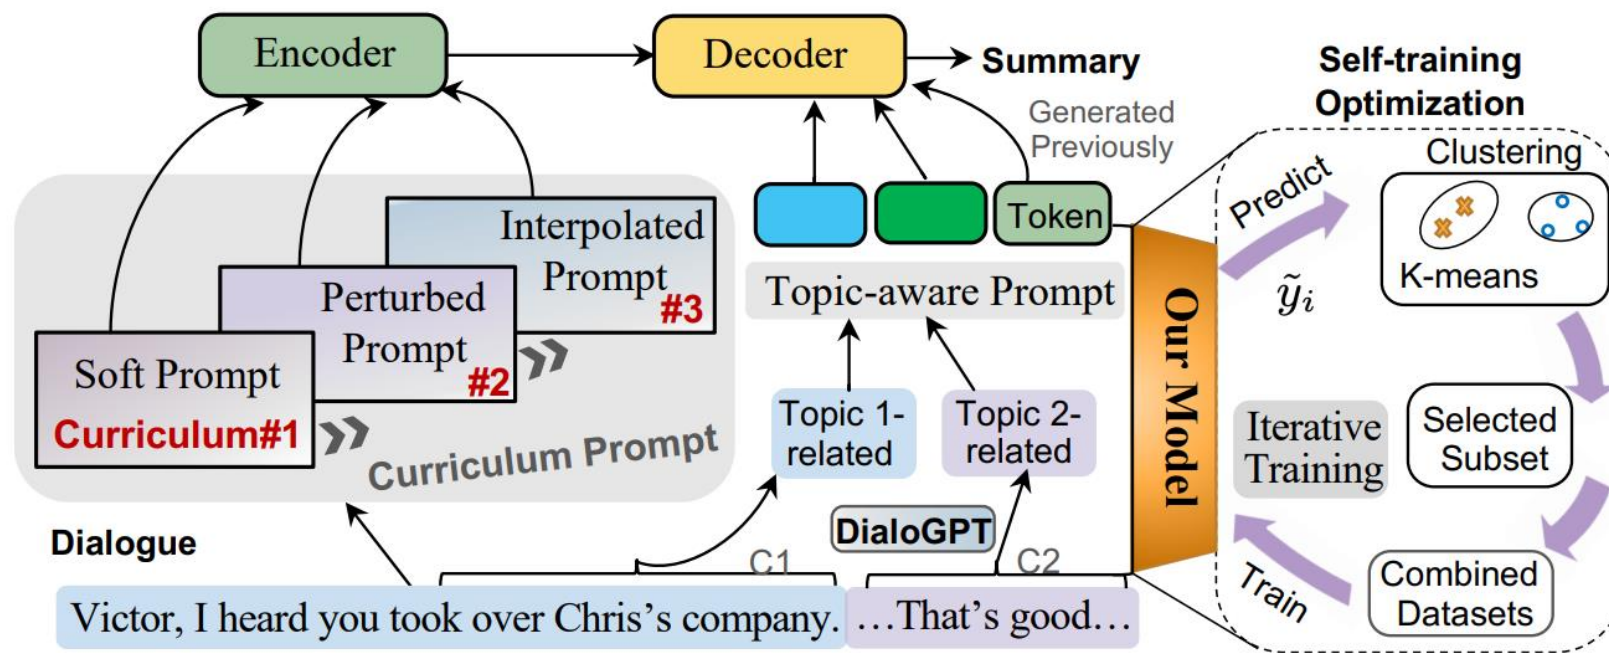 Encoder
Decoder
Summary
Generated
Previously
Token
Interpolated
Prompt
#3
Perturbed
Prompt
#2
Soft Prompt
Curriculum#1
Curriculum Prompt
Topic-aware Prompt
Topic 1-
related
Topic 2-
related
DialoGPT
C1
C2
Dialogue
Victor, I heard you took over Chris's company.
…That's good…
Our Model
Self-training
Optimization
Predict
ỹᵢ
Clustering
K-means
Selected
Subset
Iterative
Training
Combined
Datasets
Train